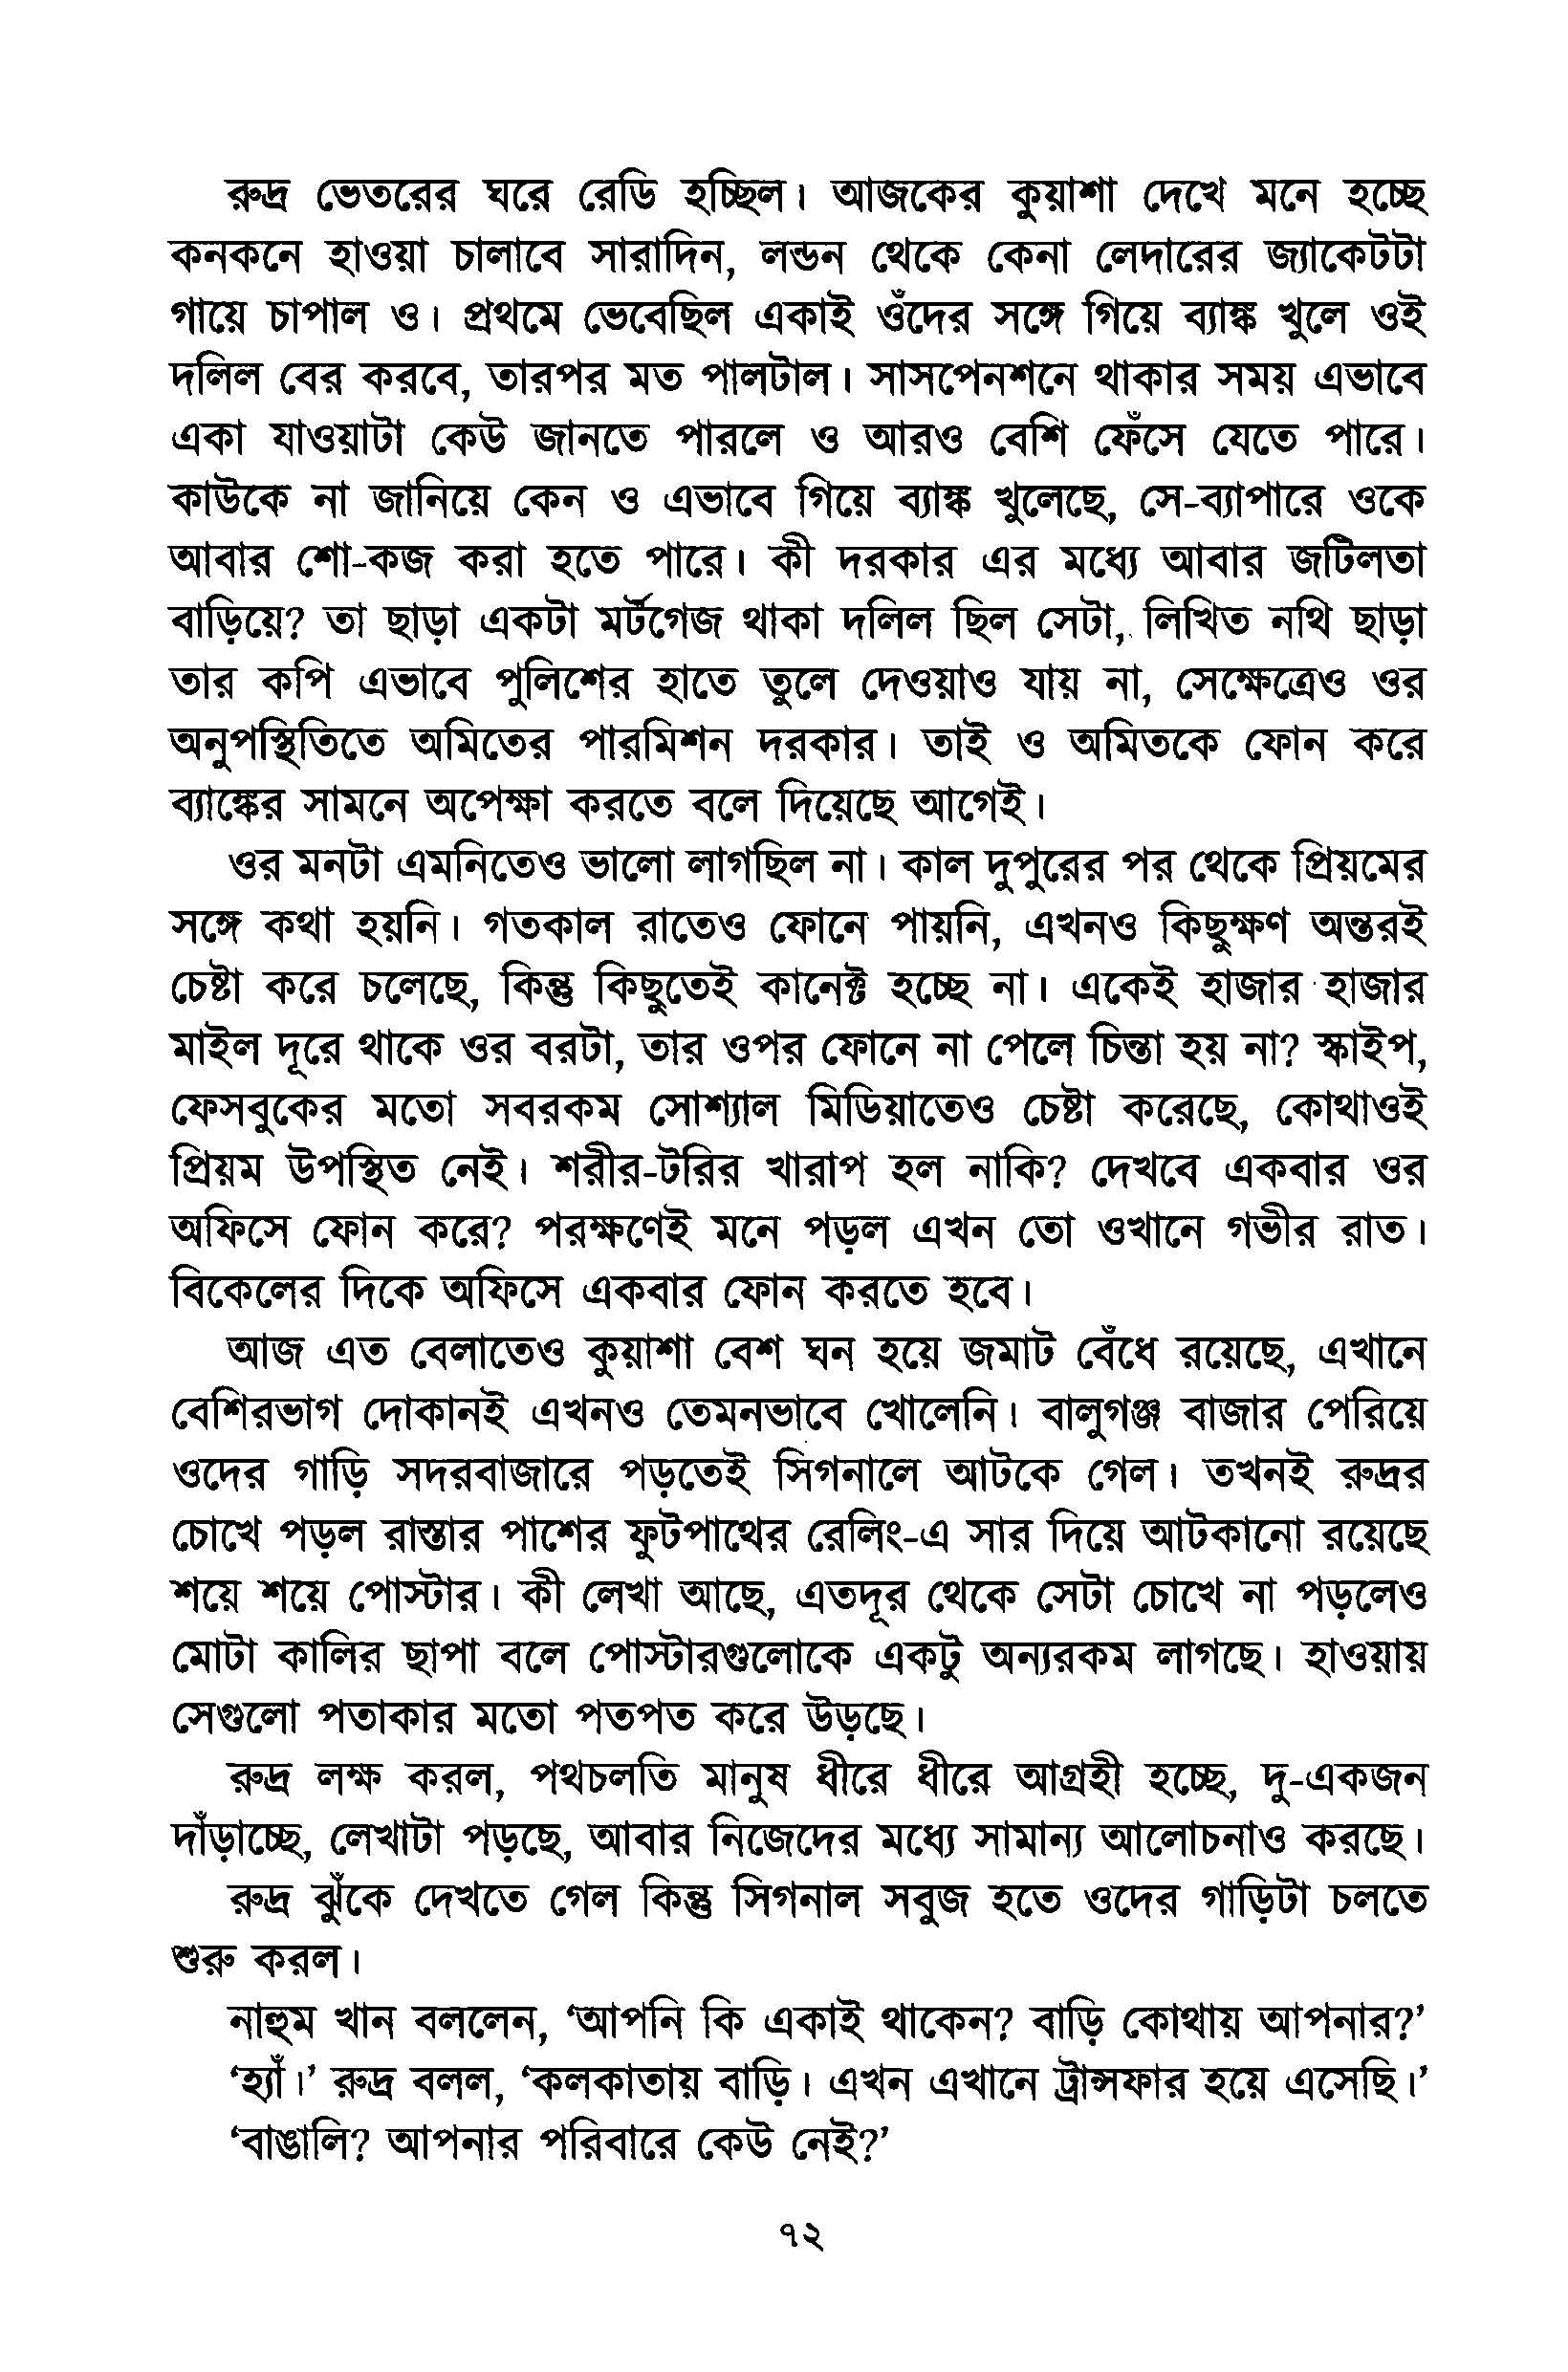 রুদ্র ভেতরের ঘরে রেডি হচ্ছিল। আজকের কুয়াশা দেখে মনে হচ্ছে
কনকনে হাওয়া চালাবে সারাদিন, লন্ডন থেকে কেনা লেদারের জ্যাকেটটা
গায়ে চাপাল ও। প্রথমে ভেবেছিল একাই ওঁদের সঙ্গে গিয়ে ব্যাঙ্ক খুলে ওই
দলিল বের করবে, তারপর মত পালটাল। সাসপেনশনে থাকার সময় এভাবে
একা যাওয়াটা কেউ জানতে পারলে ও আরও বেশি ফেঁসে যেতে পারে।
কাউকে না জানিয়ে কেন ও এভাবে গিয়ে ব্যাঙ্ক খুলেছে, সে-ব্যাপারে ওকে
আবার শো-কজ করা হতে পারে। কী দরকার এর মধ্যে আবার জটিলতা
বাড়িয়ে? তা ছাড়া একটা মর্টগেজ থাকা দলিল ছিল সেটা, লিখিত নথি ছাড়া
তার কপি এভাবে পুলিশের হাতে তুলে দেওয়াও যায় না, সেক্ষেত্রেও ওর
অনুপস্থিতিতে অমিতের পারমিশন দরকার। তাই ও অমিতকে ফোন করে
ব্যাঙ্কের সামনে অপেক্ষা করতে বলে দিয়েছে আগেই।
ওর মনটা এমনিতেও ভালো লাগছিল না। কাল দুপুরের পর থেকে প্রিয়মের
সঙ্গে কথা হয়নি। গতকাল রাতেও ফোনে পায়নি, এখনও কিছুক্ষণ অন্তরই
চেষ্টা করে চলেছে, কিন্তু কিছুতেই কানেক্ট হচ্ছে না। একেই হাজার হাজার
মাইল দূরে থাকে ওর বরটা, তার ওপর ফোনে না পেলে চিন্তা হয় না? স্কাইপ,
ফেসবুকের মতো সবরকম সোশ্যাল মিডিয়াতেও চেষ্টা করেছে, কোথাওই
প্রিয়ম উপস্থিত নেই। শরীর-টরির খারাপ হল নাকি? দেখবে একবার ওর
অফিসে ফোন করে? পরক্ষণেই মনে পড়ল এখন তো ওখানে গভীর রাত।
বিকেলের দিকে অফিসে একবার ফোন করতে হবে।
আজ এত বেলাতেও কুয়াশা বেশ ঘন হয়ে জমাট বেঁধে রয়েছে, এখানে
বেশিরভাগ দোকানই এখনও তেমনভাবে খোলেনি। বালুগঞ্জ বাজার পেরিয়ে
ওদের গাড়ি সদরবাজারে পড়তেই সিগনালে আটকে গেল। তখনই রুদ্রর
চোখে পড়ল রাস্তার পাশের ফুটপাথের রেলিং-এ সার দিয়ে আটকানো রয়েছে
শয়ে শয়ে পোস্টার। কী লেখা আছে, এতদূর থেকে সেটা চোখে না পড়লেও
মোটা কালির ছাপা বলে পোস্টারগুলোকে একটু অন্যরকম লাগছে। হাওয়ায়
সেগুলো পতাকার মতো পতপত করে উড়ছে।
রুদ্র লক্ষ করল, পথচলতি মানুষ ধীরে ধীরে আগ্রহী হচ্ছে, দু-একজন
দাঁড়াচ্ছে, লেখাটা পড়ছে, আবার নিজেদের মধ্যে সামান্য আলোচনাও করছে।
রুদ্র ঝুঁকে দেখতে গেল কিন্তু সিগনাল সবুজ হতে ওদের গাড়িটা চলতে
শুরু করল।
নাহুম খান বললেন, ‘আপনি কি একাই থাকেন? বাড়ি কোথায় আপনার?’
‘হ্যাঁ।’ রুদ্র বলল, ‘কলকাতায় বাড়ি। এখন এখানে ট্রান্সফার হয়ে এসেছি।’
‘বাঙালি? আপনার পরিবারে কেউ নেই?’
৭২